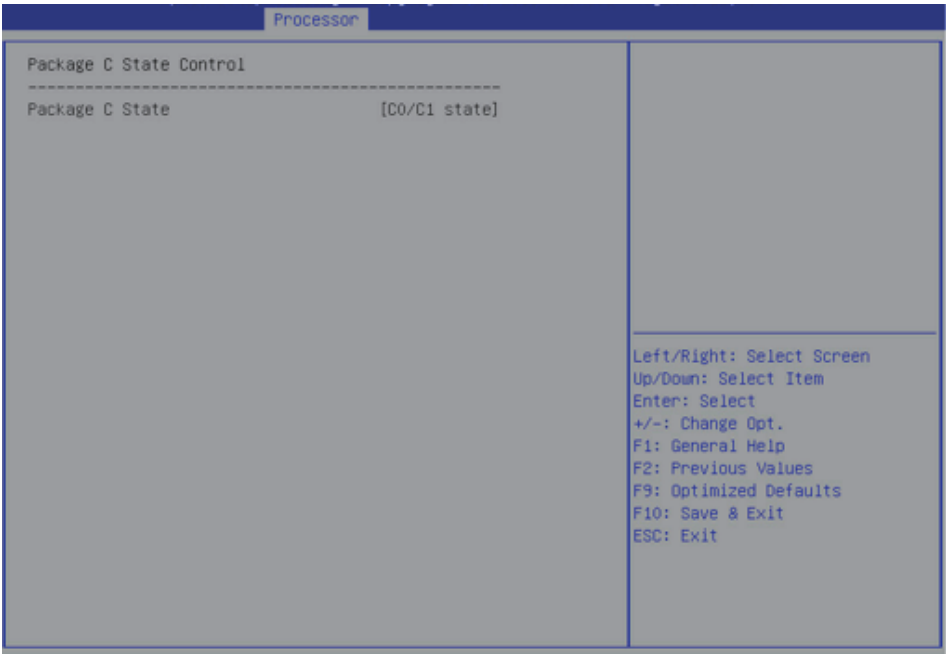 Processor
Package C State Control
--------------------------------------------------
Package C State [C0/C1 state]
Left/Right: Select Screen
Up/Down: Select Item
Enter: Select
+/-: Change Opt.
F1: General Help
F2: Previous Values
F9: Optimized Defaults
F10: Save & Exit
ESC: Exit